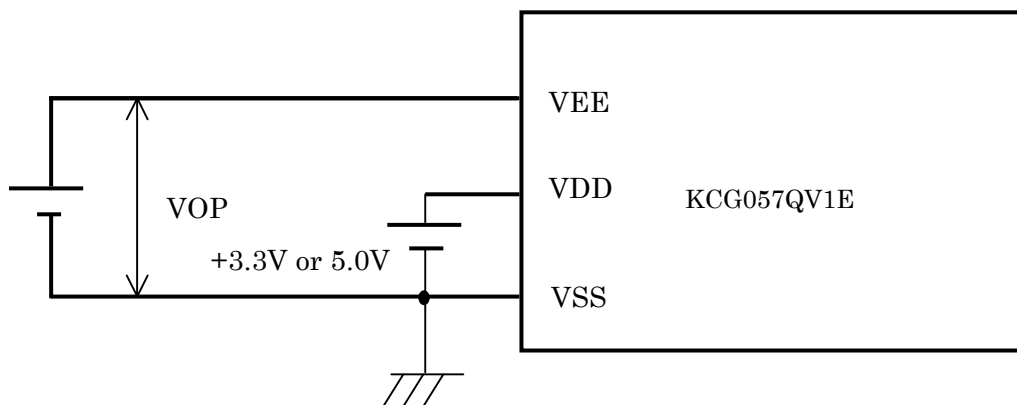 VEE
VDD
KCG057QV1E
VOP
+3.3V or 5.0V
VSS